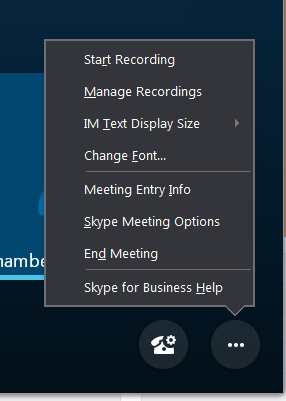 Start Recording
Manage Recordings
IM Text Display Size
Change Font...
Meeting Entry Info
Skype Meeting Options
End Meeting
Skype for Business Help